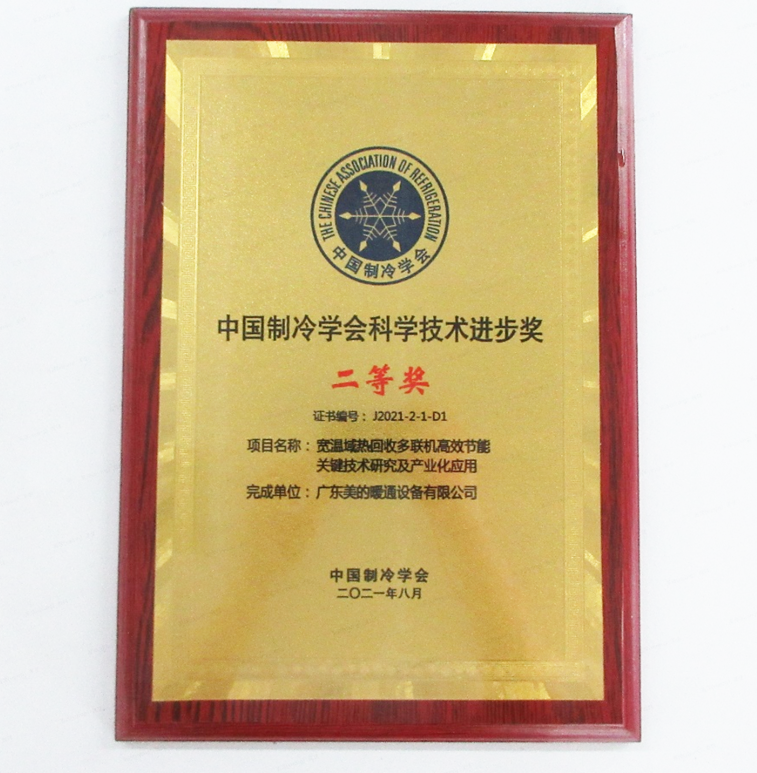 THE CHINESE ASSOCIATION OF REFRIGERATION
中国制冷学会
中国制冷学会科学技术进步奖
二等奖
证书编号：J2021-2-1-D1
项目名称：宽温域热回收多联机高效节能
关键技术研究及产业化应用
完成单位：广东美的暖通设备有限公司
中国制冷学会
二〇二一年八月